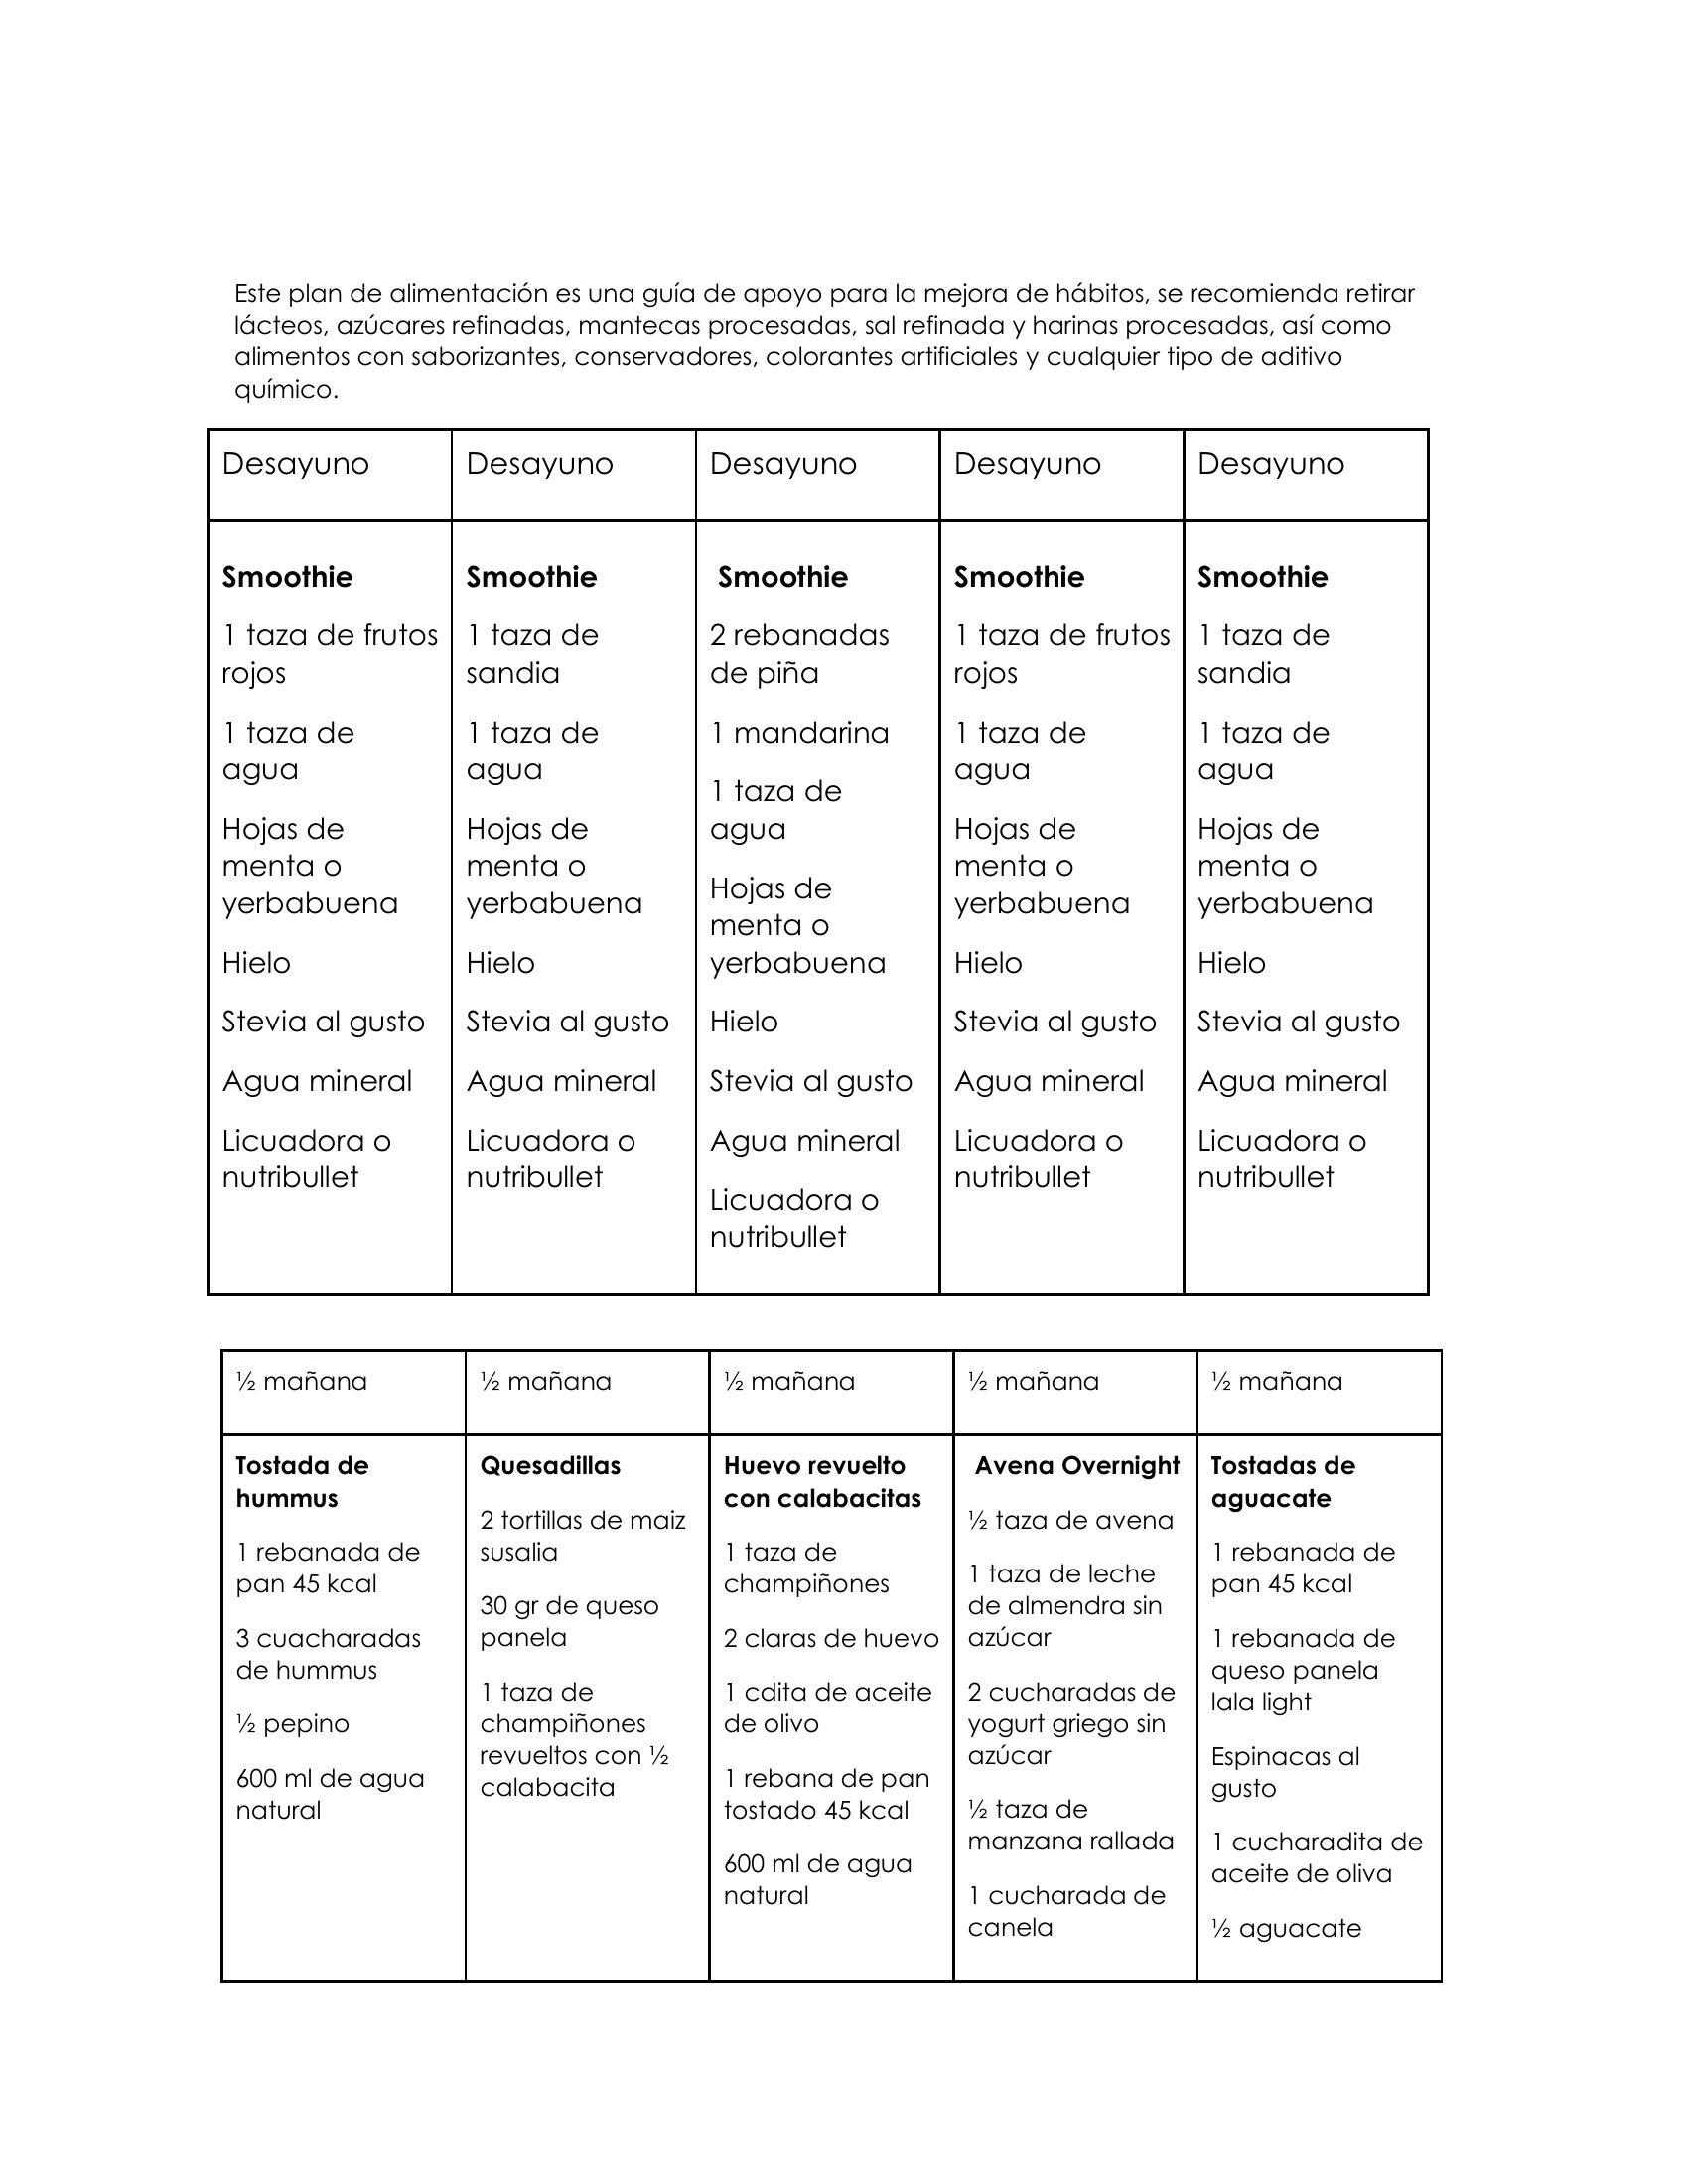 Este plan de alimentación es una guía de apoyo para la mejora de hábitos, se recomienda retirar
lácteos, azúcares refinadas, mantecas procesadas, sal refinada y harinas procesadas, así como
alimentos con saborizantes, conservadores, colorantes artificiales y cualquier tipo de aditivo
químico.
Desayuno
Desayuno
Desayuno
Desayuno
Desayuno
Smoothie
1 taza de frutos
rojos
1 taza de
agua
Hojas de
menta o
yerbabuena
Hielo
Stevia al gusto
Agua mineral
Licuadora o
nutribullet
Smoothie
1 taza de
sandia
1 taza de
agua
Hojas de
menta o
yerbabuena
Hielo
Stevia al gusto
Agua mineral
Licuadora o
nutribullet
Smoothie
2 rebanadas
de piña
1 mandarina
1 taza de
agua
Hojas de
menta o
yerbabuena
Hielo
Stevia al gusto
Agua mineral
Licuadora o
nutribullet
Smoothie
1 taza de frutos
rojos
1 taza de
agua
Hojas de
menta o
yerbabuena
Hielo
Stevia al gusto
Agua mineral
Licuadora o
nutribullet
Smoothie
1 taza de
sandia
1 taza de
agua
Hojas de
menta o
yerbabuena
Hielo
Stevia al gusto
Agua mineral
Licuadora o
nutribullet
½ mañana
½ mañana
½ mañana
½ mañana
½ mañana
Tostada de
hummus
1 rebanada de
pan 45 kcal
3 cuacharadas
de hummus
½ pepino
600 ml de agua
natural
Quesadillas
2 tortillas de maiz
susalia
30 gr de queso
panela
1 taza de
champiñones
revueltos con ½
calabacita
Huevo revuelto
con calabacitas
1 taza de
champiñones
2 claras de huevo
1 cdita de aceite
de olivo
1 rebana de pan
tostado 45 kcal
600 ml de agua
natural
Avena Overnight
½ taza de avena
1 taza de leche
de almendra sin
azúcar
2 cucharadas de
yogurt griego sin
azúcar
½ taza de
manzana rallada
1 cucharada de
canela
Tostadas de
aguacate
1 rebanada de
pan 45 kcal
1 rebanada de
queso panela
lala light
Espinacas al
gusto
1 cucharadita de
aceite de oliva
½ aguacate